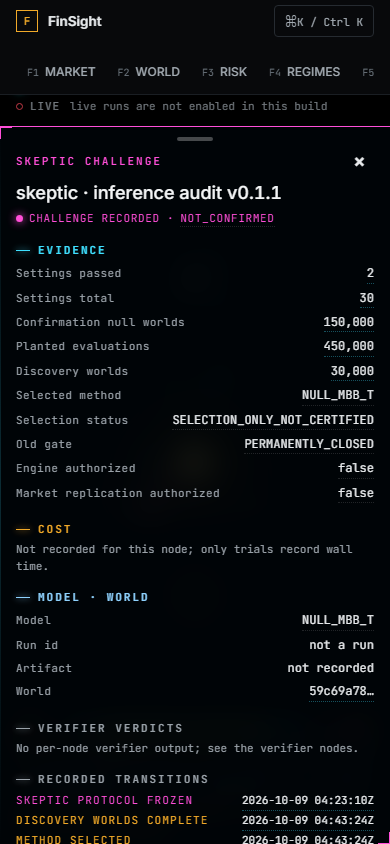 F FinSight ⌘K / Ctrl K
F1 MARKET F2 WORLD F3 RISK F4 REGIMES F5
LIVE live runs are not enabled in this build
SKEPTIC CHALLENGE ×
skeptic · inference audit v0.1.1
CHALLENGE RECORDED · NOT_CONFIRMED
EVIDENCE
Settings passed 2
Settings total 30
Confirmation null worlds 150,000
Planted evaluations 450,000
Discovery worlds 30,000
Selected method NULL_MBB_T
Selection status SELECTION_ONLY_NOT_CERTIFIED
Old gate PERMANENTLY_CLOSED
Engine authorized false
Market replication authorized false
COST
Not recorded for this node; only trials record wall
time.
MODEL · WORLD
Model NULL_MBB_T
Run id not a run
Artifact not recorded
World 59c69a78…
VERIFIER VERDICTS
No per-node verifier output; see the verifier nodes.
RECORDED TRANSITIONS
SKEPTIC PROTOCOL FROZEN 2026-10-09 04:23:10Z
DISCOVERY WORLDS COMPLETE 2026-10-09 04:43:24Z
METHOD SELECTED 2026-10-09 04:43:24Z